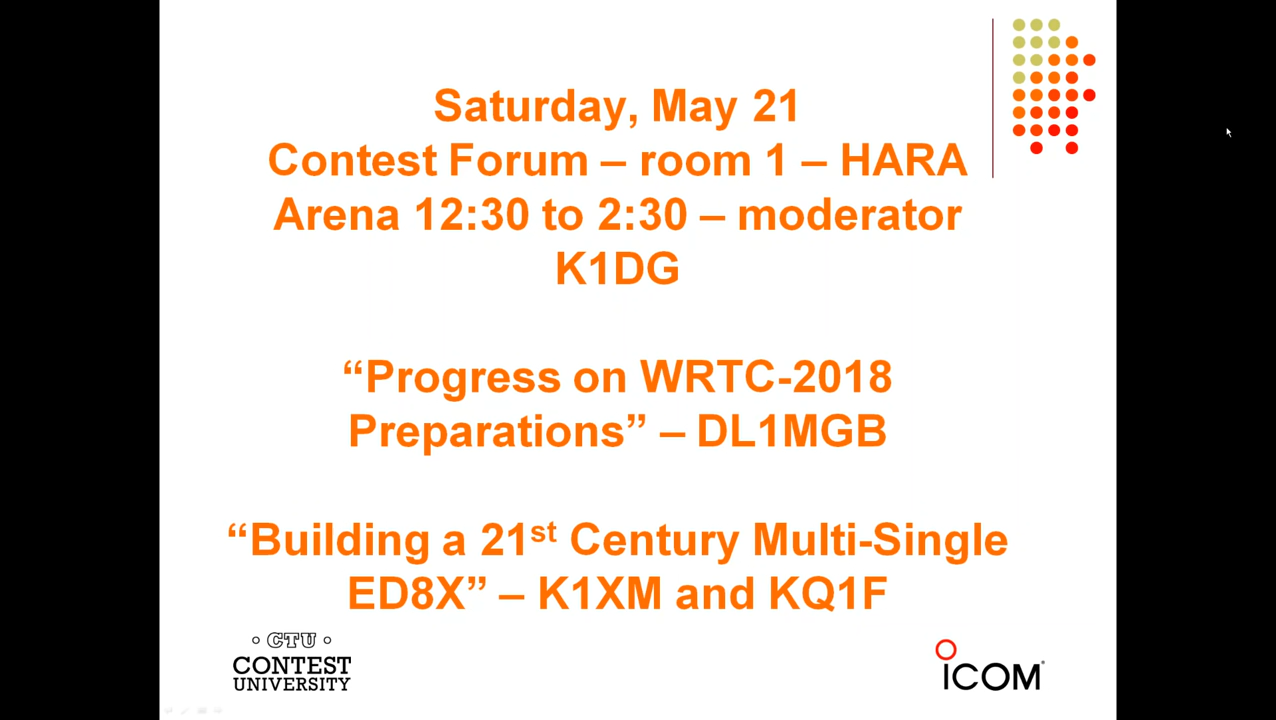 Saturday, May 21
Contest Forum – room 1 – HARA
Arena 12:30 to 2:30 – moderator
K1DG
“Progress on WRTC-2018
Preparations” – DL1MGB
“Building a 21st Century Multi-Single
ED8X” – K1XM and KQ1F
• CTU •
CONTEST
UNIVERSITY
ICOM®